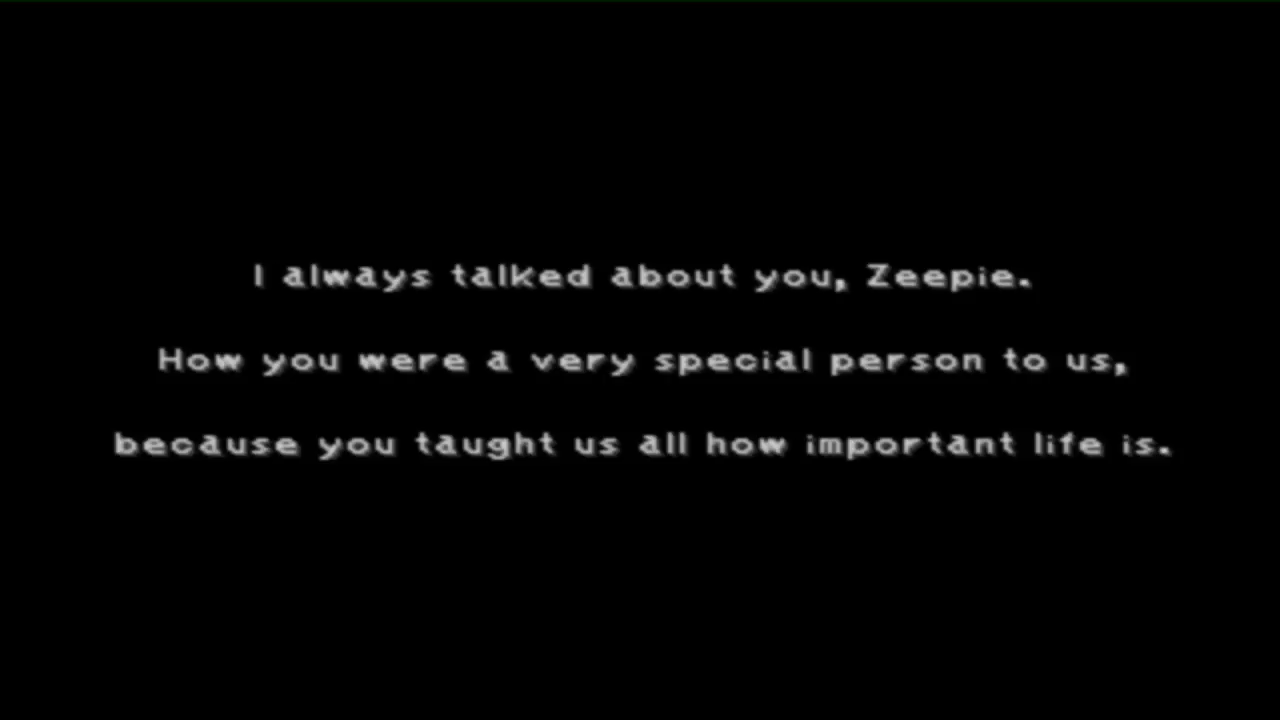 I always talked about you, Zeepie.
How you were a very special person to us,
because you taught us all how important life is.